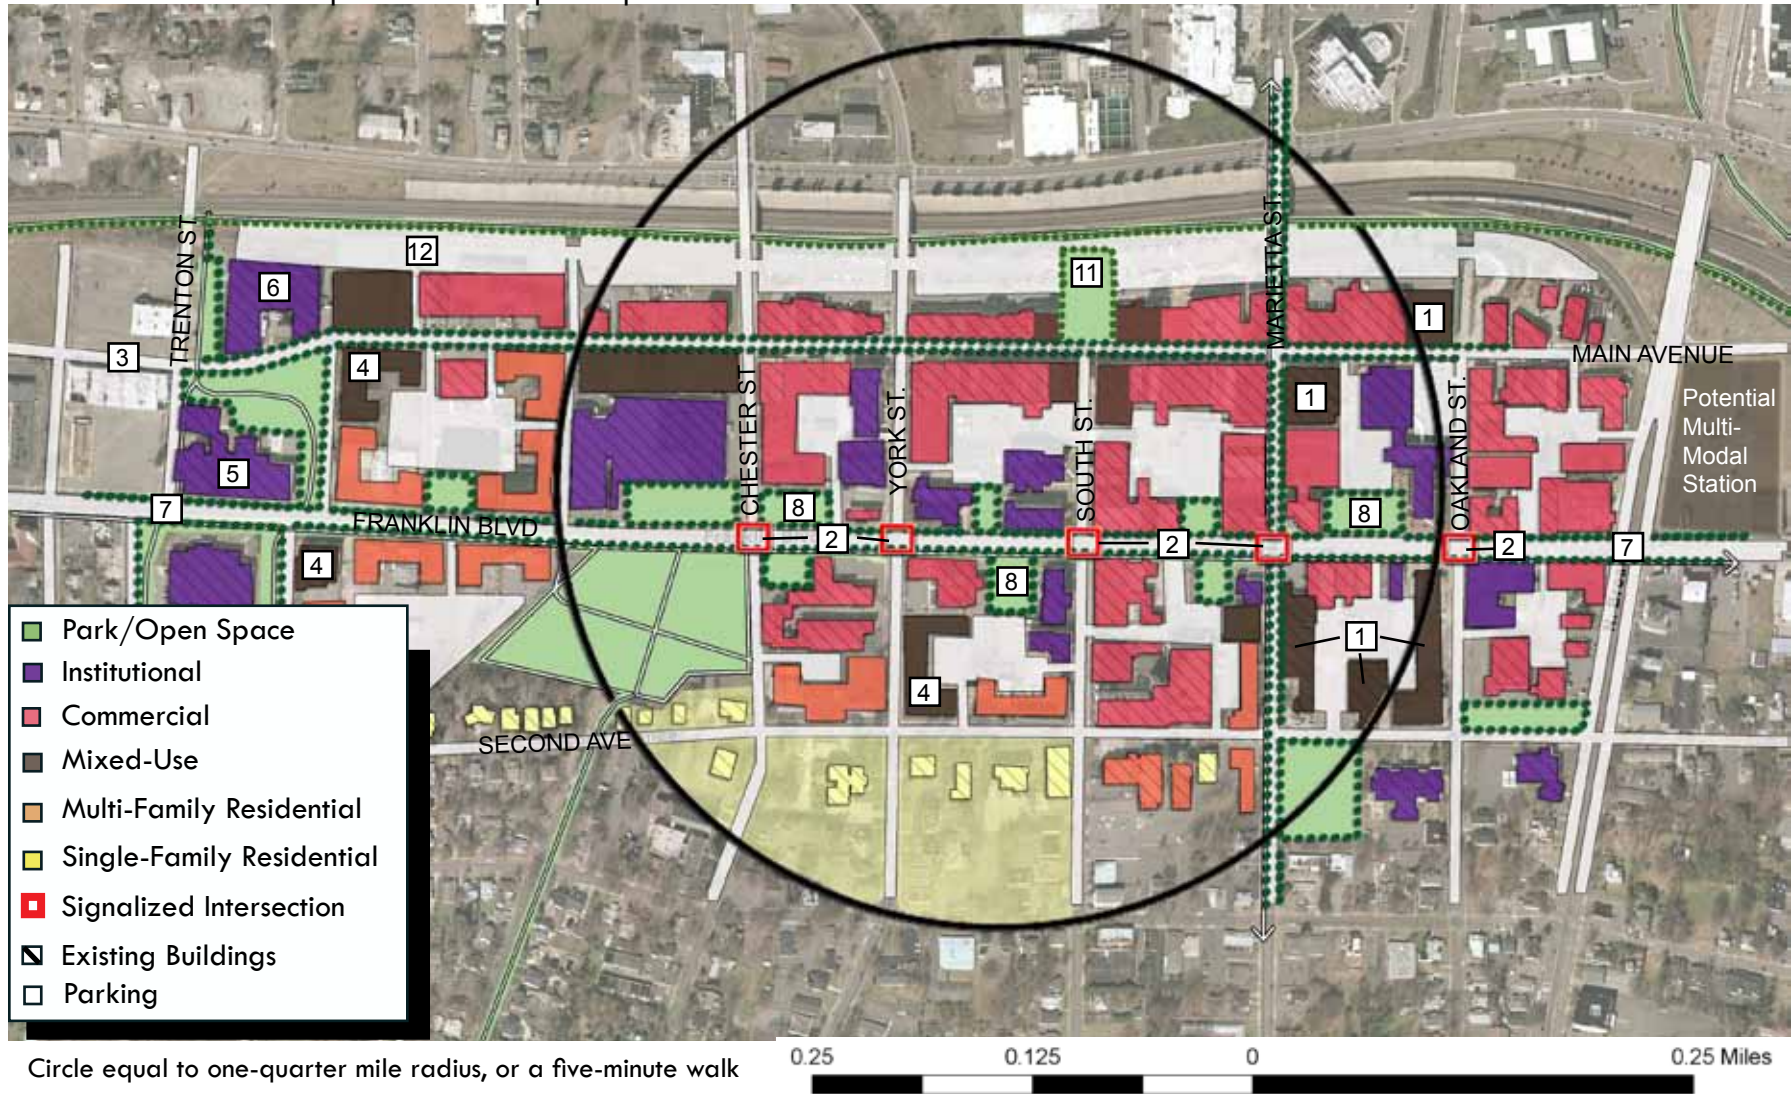 TRENTON ST.
12
11
MARIETTA ST.
6
1
3
4
MAIN AVENUE
1
CHESTER ST
YORK ST.
SOUTH ST.
OAKLAND ST.
Potential
Multi-
Modal
Station
5
7
8
8
FRANKLIN BLVD
2
2
2
7
4
8
1
4
SECOND AVE
Park/Open Space
Institutional
Commercial
Mixed-Use
Multi-Family Residential
Single-Family Residential
Signalized Intersection
Existing Buildings
Parking
Circle equal to one-quarter mile radius, or a five-minute walk
0.25 0.125 0 0.25 Miles